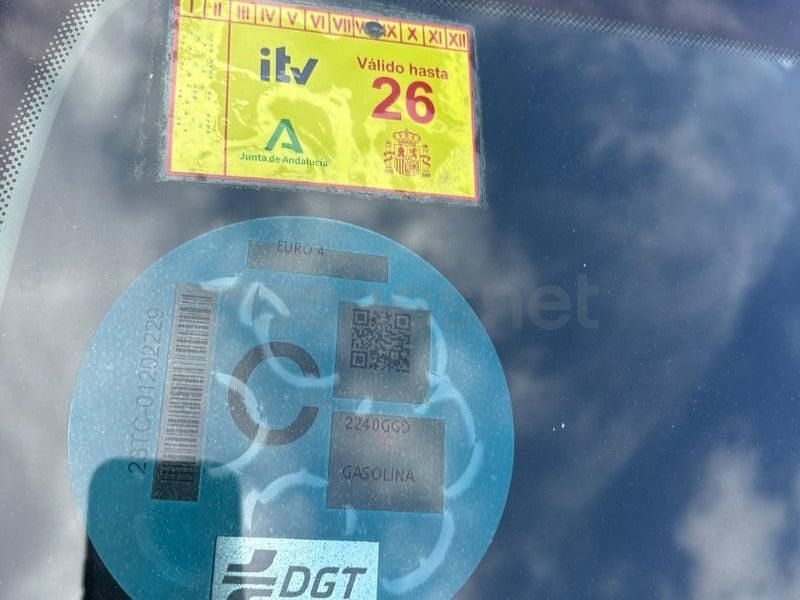 I II III IV V VI VII IX X XI XII
itv
Válido hasta
26
Junta de Andalucía
EURO 4
23TC-01202229
C
2240GGD
GASOLINA
DGT